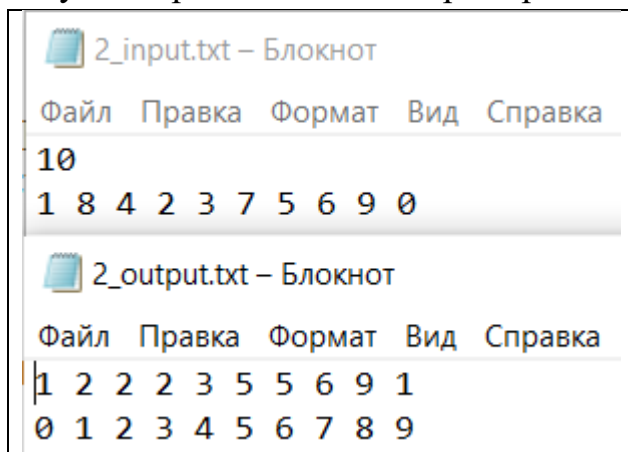 2_input.txt – Блокнот
Файл Правка Формат Вид Справка
10
1 8 4 2 3 7 5 6 9 0
2_output.txt – Блокнот
Файл Правка Формат Вид Справка
1 2 2 2 3 5 5 6 9 1
0 1 2 3 4 5 6 7 8 9